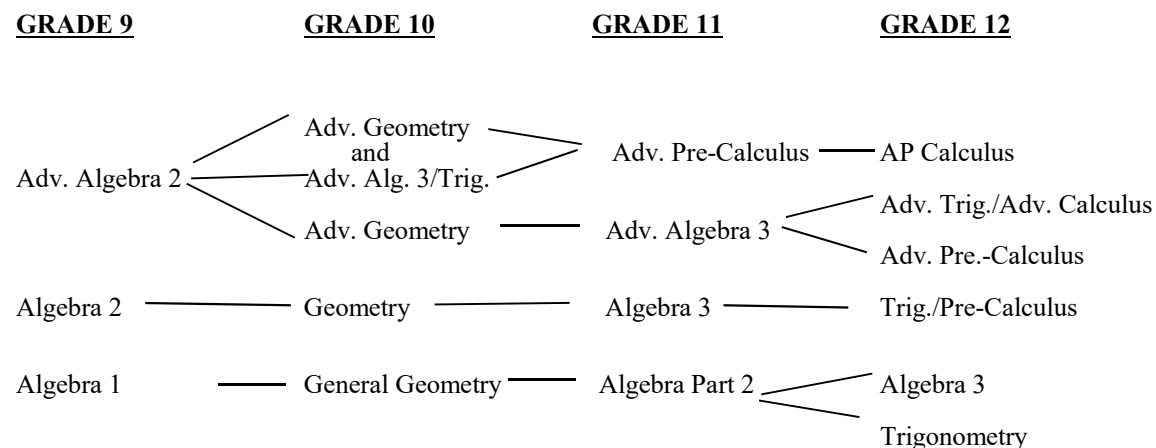 GRADE 9 GRADE 10 GRADE 11 GRADE 12
Adv. Geometry
and
Adv. Pre-Calculus AP Calculus
Adv. Algebra 2 Adv. Alg. 3/Trig.
Adv. Trig./Adv. Calculus
Adv. Geometry Adv. Algebra 3
Adv. Pre.-Calculus
Algebra 2 Geometry Algebra 3 Trig./Pre-Calculus
Algebra 1 General Geometry Algebra Part 2 Algebra 3
Trigonometry